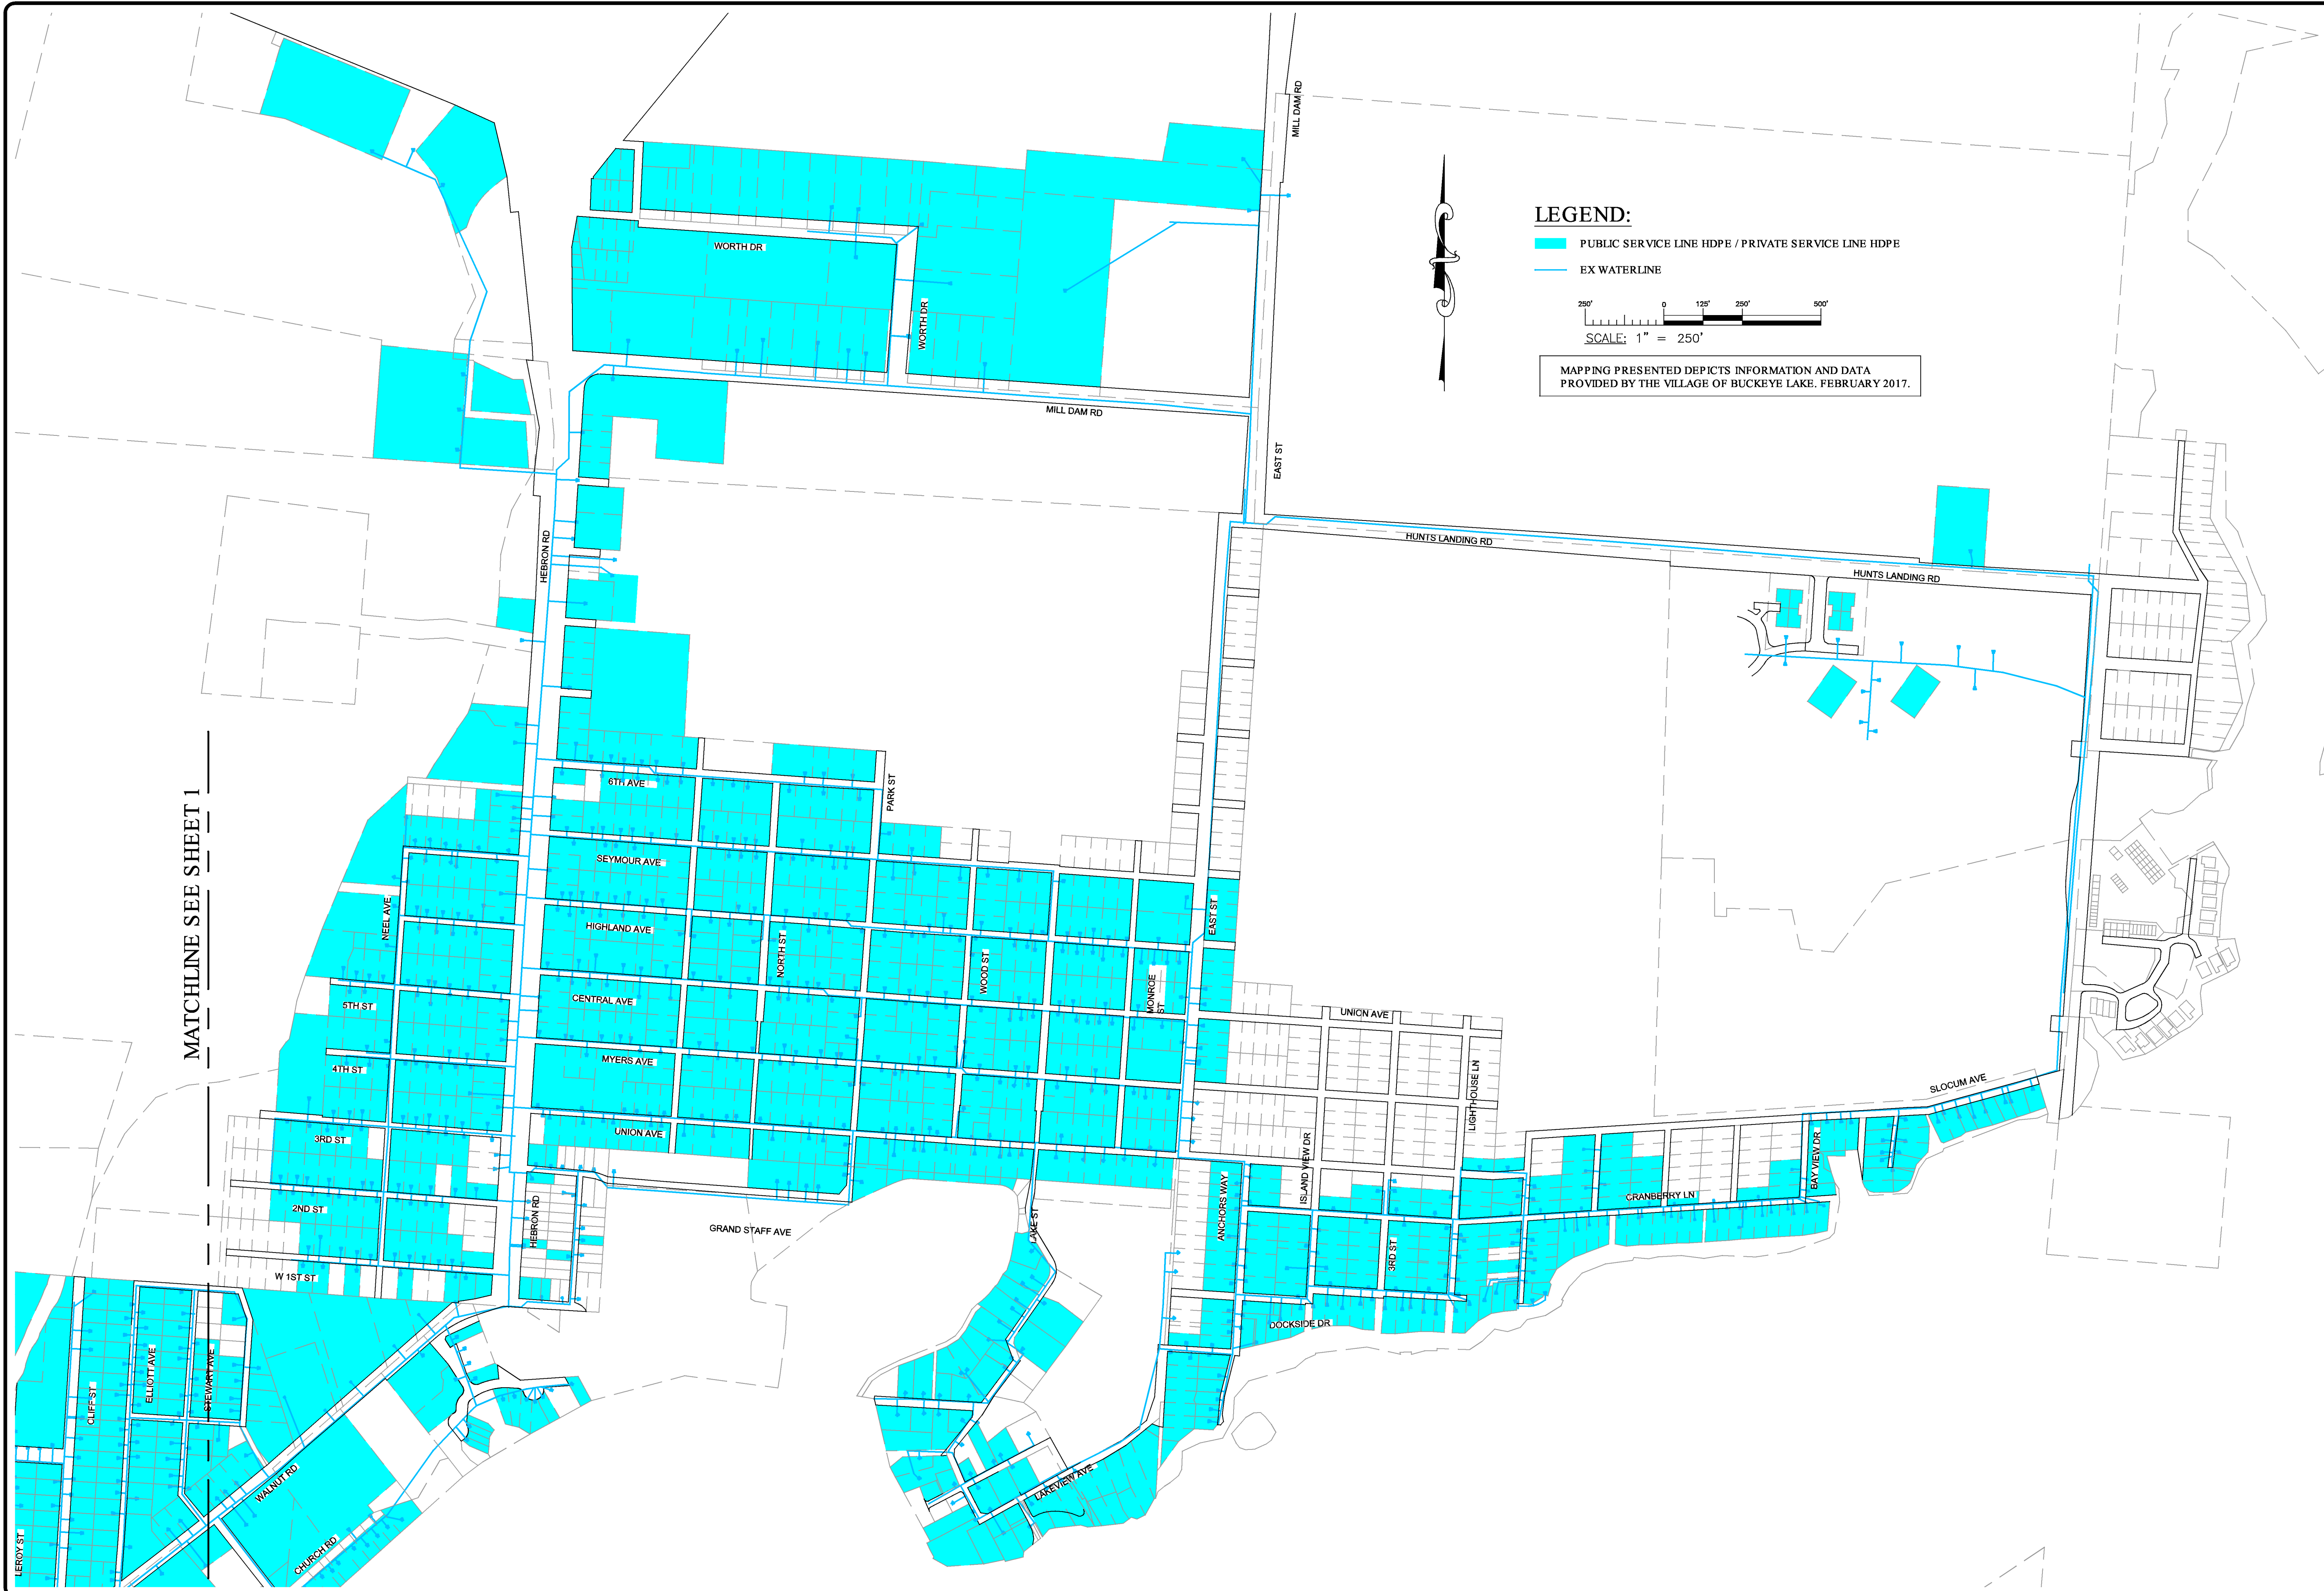 MILL DAM RD
WORTH DR
WORTH DR
LEGEND:
PUBLIC SERVICE LINE HDPE / PRIVATE SERVICE LINE HDPE
EX WATERLINE
250' 0 125' 250' 500'
SCALE: 1" = 250'
MAPPING PRESENTED DEPICTS INFORMATION AND DATA
PROVIDED BY THE VILLAGE OF BUCKEYE LAKE. FEBRUARY 2017.
MILL DAM RD
EAST ST
HEBRON RD
HUNTS LANDING RD
HUNTS LANDING RD
MATCHLINE SEE SHEET 1
6TH AVE
PARK ST
SEYMOUR AVE
NEEL AVE
HIGHLAND AVE
NORTH ST
WOOD ST
MONROE
ST
EAST ST
5TH ST
CENTRAL AVE
UNION AVE
4TH ST
MYERS AVE
LIGHTHOUSE LN
SLOCUM AVE
3RD ST
UNION AVE
ISLAND VIEW DR
BAY VIEW DR
2ND ST
HEBRON RD
GRAND STAFF AVE
LAKE ST
ANCHORS WAY
3RD ST
CRANBERRY LN
W 1ST ST
DOCKSIDE DR
CLIFF ST
ELLIOTT AVE
STEWART AVE
WALNUT RD
LAKEVIEW AVE
LEROY ST
CHURCH RD